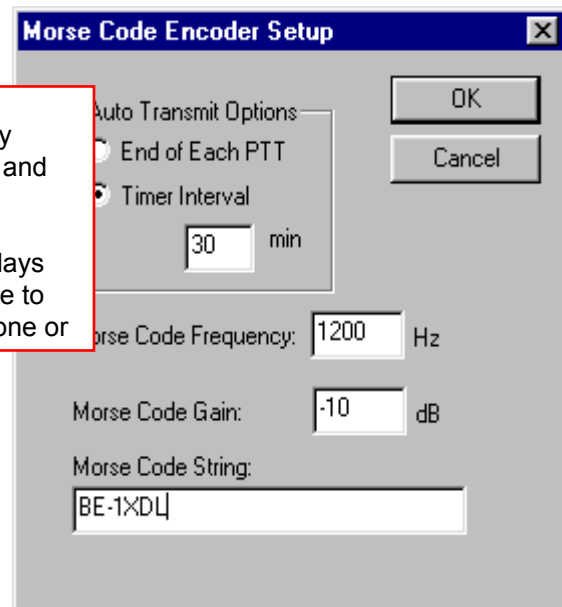 Morse Code Encoder Setup
y
and
lays
e to
one or
Auto Transmit Options
End of Each PTT
Timer Interval
30 min
OK
Cancel
orse Code Frequency: 1200 Hz
Morse Code Gain: -10 dB
Morse Code String:
BE-1XDL